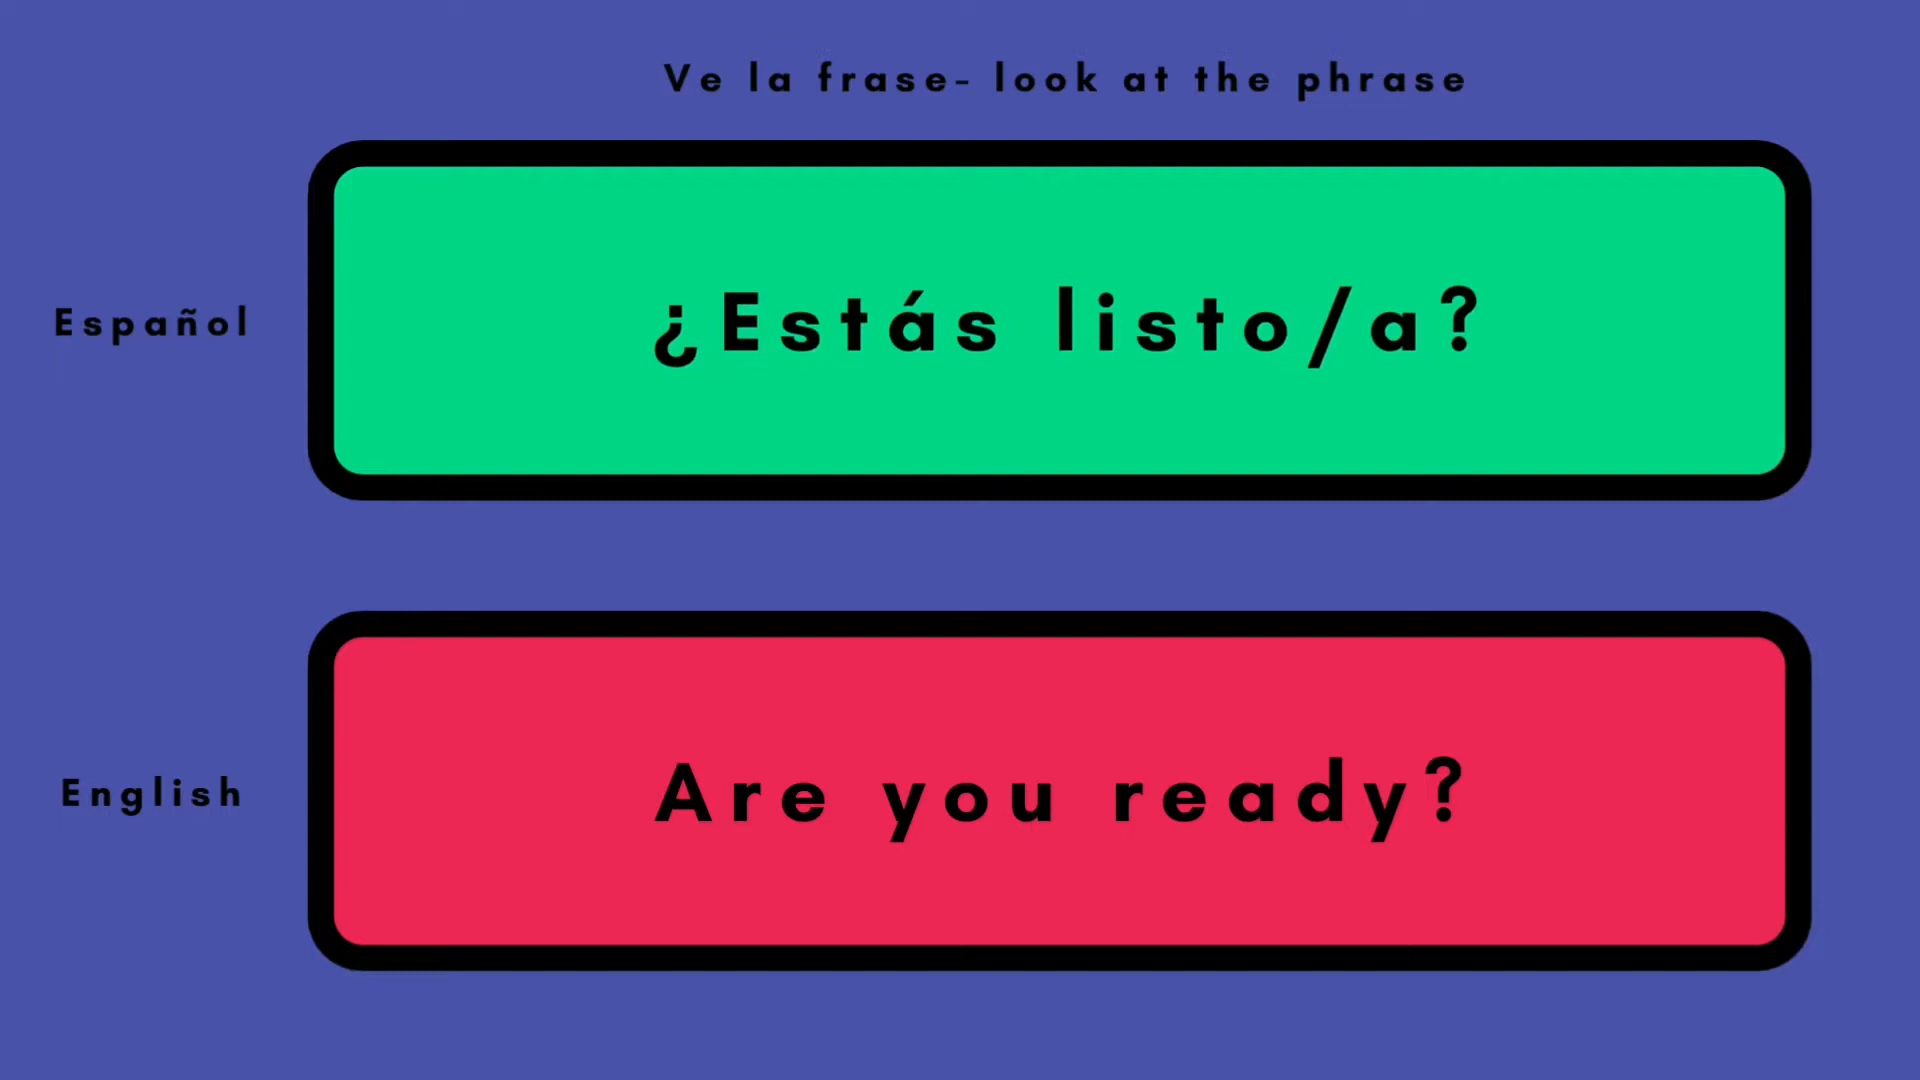 Ve la frase- look at the phrase
Español
¿Estás listo/a?
English
Are you ready?